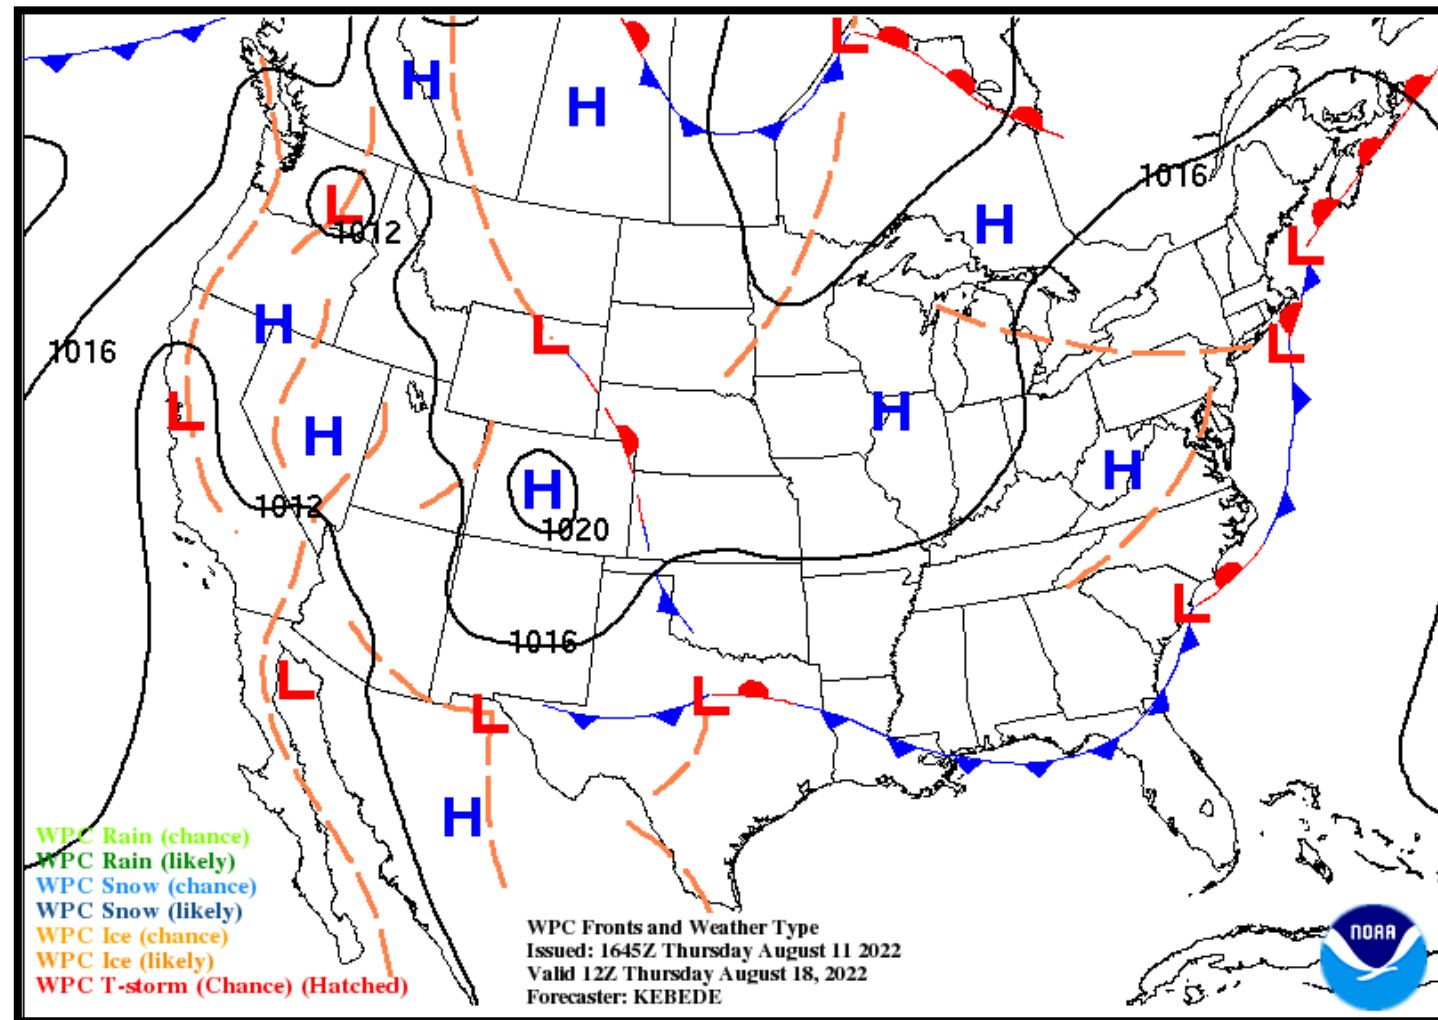 H
H
L
1016
L
1012
H
L
H
1016
L
L
L
H
L
H
H
H
1012
H
1020
L
1016
L
L
L
H
WPC Rain (chance)
WPC Rain (likely)
WPC Snow (chance)
WPC Snow (likely)
WPC Ice (chance)
WPC Ice (likely)
WPC T-storm (Chance) (Hatched)
WPC Fronts and Weather Type
Issued: 1645Z Thursday August 11 2022
Valid 12Z Thursday August 18, 2022
Forecaster: KEBEDE
NOAA